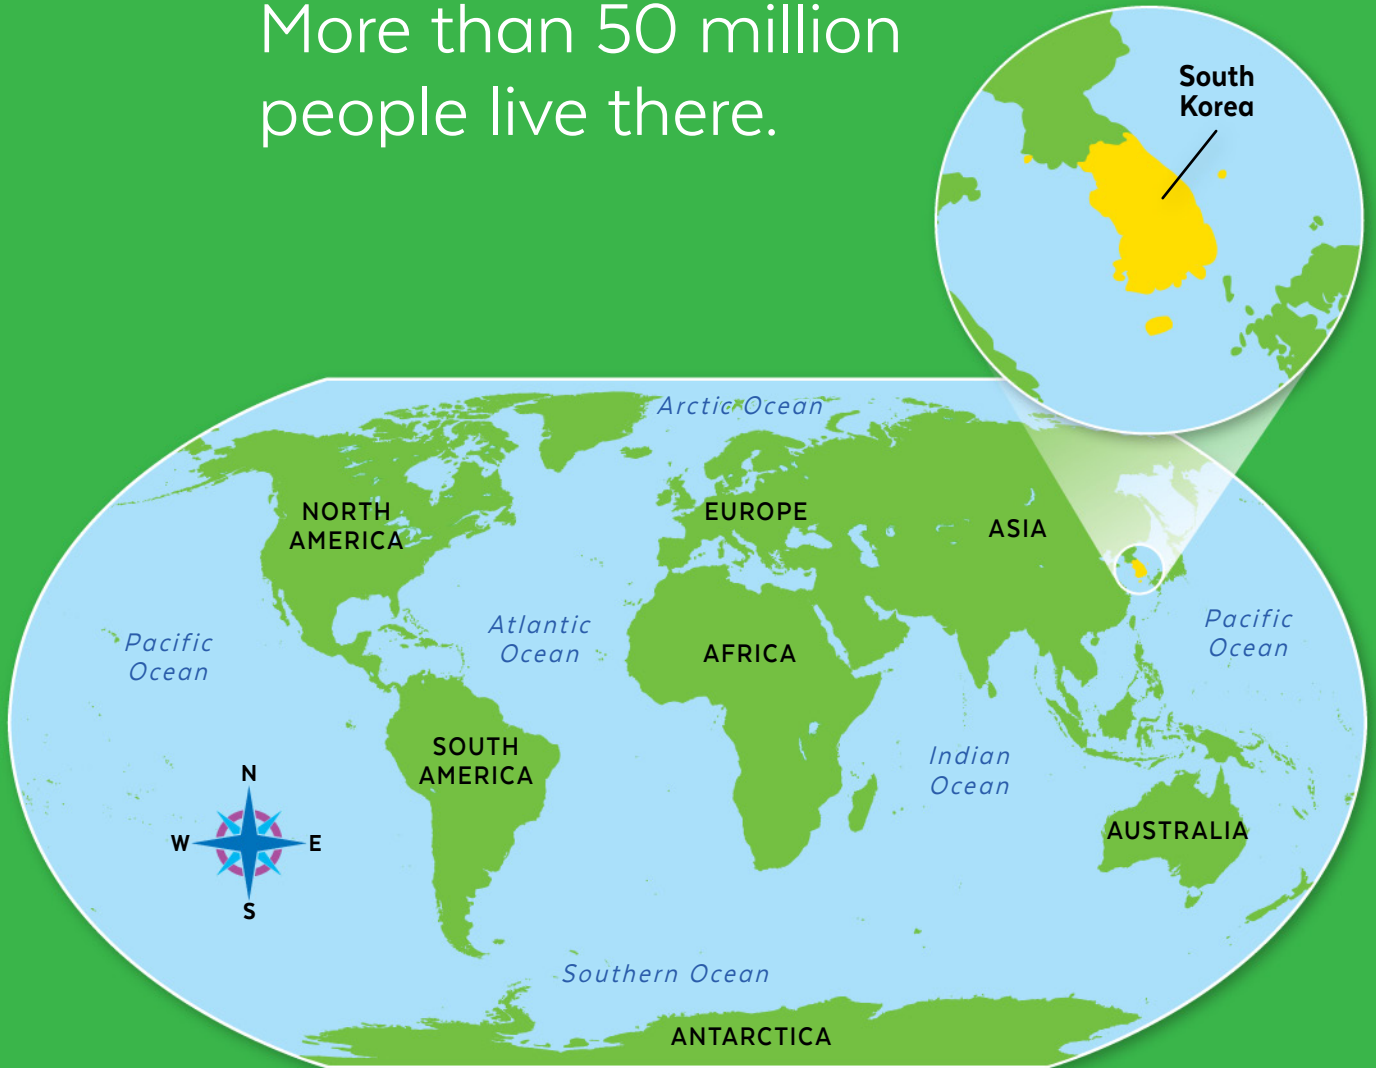 More than 50 million
people live there.
South
Korea
Arctic Ocean
NORTH
AMERICA
EUROPE
ASIA
Atlantic
Ocean
Pacific
Ocean
Pacific
Ocean
AFRICA
SOUTH
AMERICA
Indian
Ocean
N
W
E
S
AUSTRALIA
Southern Ocean
ANTARCTICA